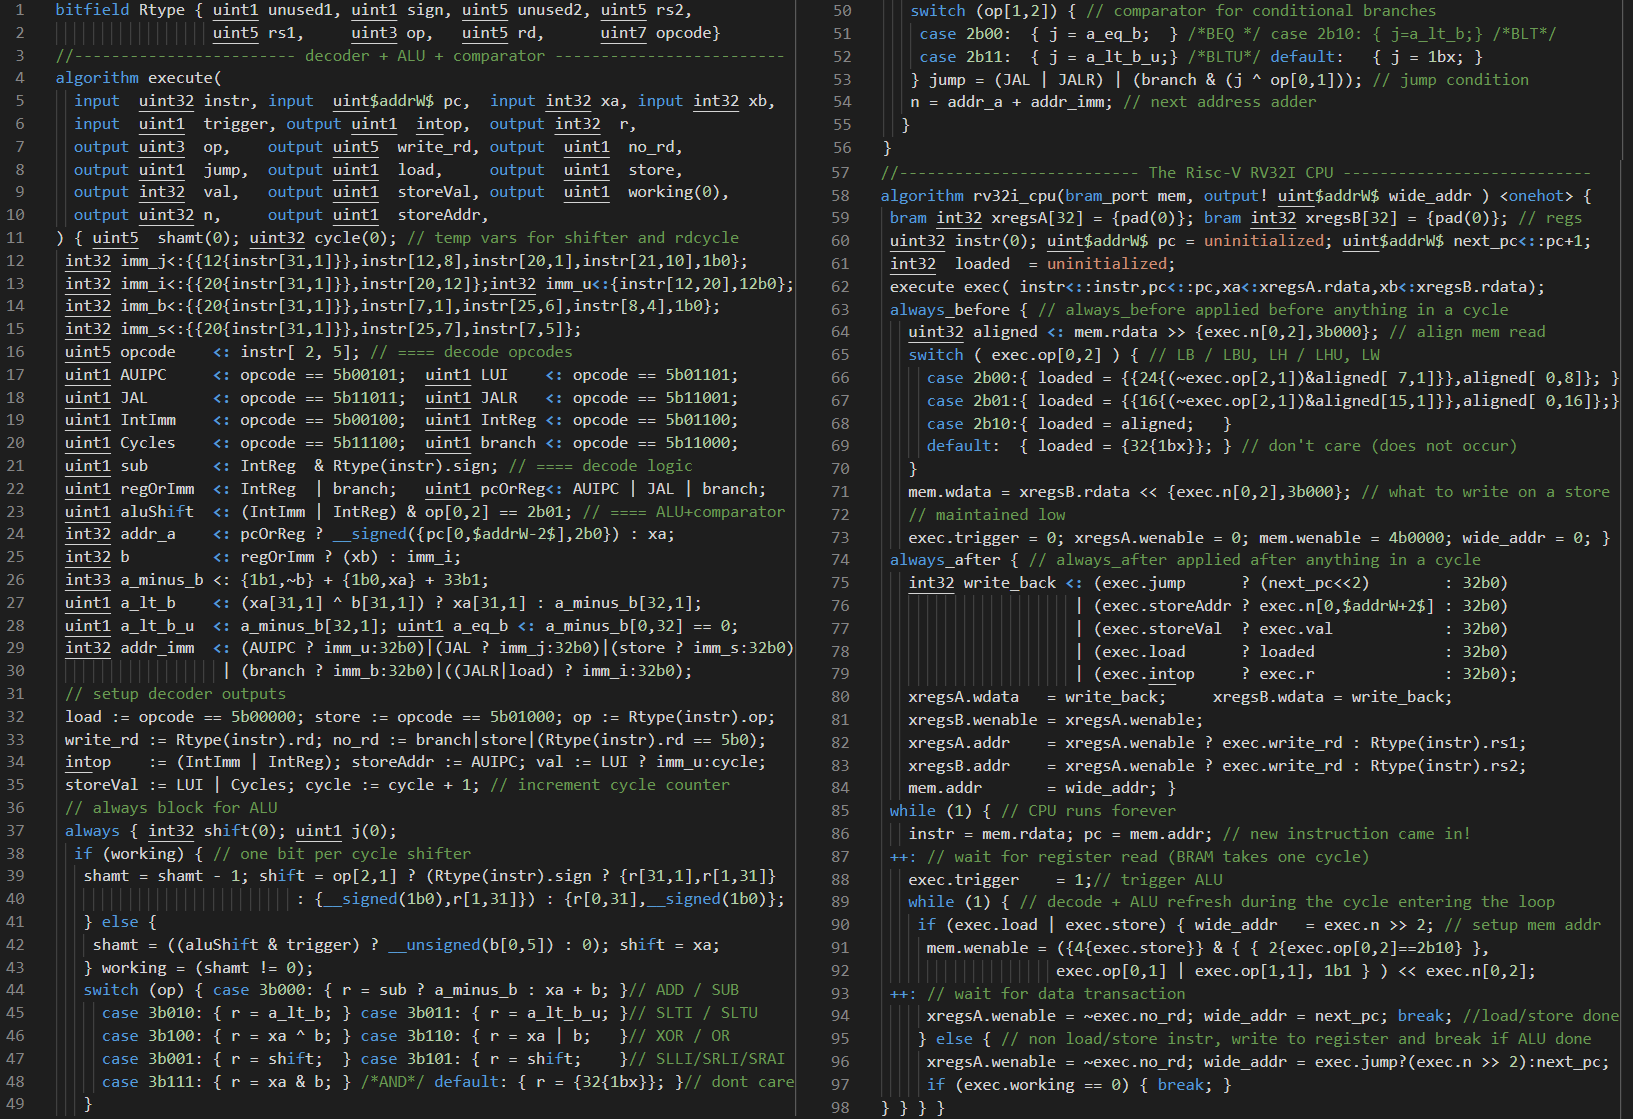 1 bitfield Rtype { uint1 unused1, uint1 sign, uint5 unused2, uint5 rs2,
2 uint5 rs1, uint3 op, uint5 rd, uint7 opcode}
3 //------------------------ decoder + ALU + comparator -------------------------
4 algorithm execute(
5 input uint32 instr, input uint$addrW$ pc, input int32 xa, input int32 xb,
6 input uint1 trigger, output uint1 intop, output int32 r,
7 output uint3 op, output uint5 write_rd, output uint1 no_rd,
8 output uint1 jump, output uint1 load, output uint1 store,
9 output int32 val, output uint1 storeVal, output uint1 working(0),
10 output uint32 n, output uint1 storeAddr,
11 ) { uint5 shamt(0); uint32 cycle(0); // temp vars for shifter and rdcycle
12 int32 imm_j<:{{12{instr[31,1]}},instr[12,8],instr[20,1],instr[21,10],1b0};
13 int32 imm_i<:{{20{instr[31,1]}},instr[20,12]};int32 imm_u<:{instr[12,20],12b0};
14 int32 imm_b<:{{20{instr[31,1]}},instr[7,1],instr[25,6],instr[8,4],1b0};
15 int32 imm_s<:{{20{instr[31,1]}},instr[25,7],instr[7,5]};
16 uint5 opcode <: instr[ 2, 5]; // ==== decode opcodes
17 uint1 AUIPC <: opcode == 5b00101; uint1 LUI <: opcode == 5b01101;
18 uint1 JAL <: opcode == 5b11011; uint1 JALR <: opcode == 5b11001;
19 uint1 IntImm <: opcode == 5b00100; uint1 IntReg <: opcode == 5b01100;
20 uint1 Cycles <: opcode == 5b11100; uint1 branch <: opcode == 5b11000;
21 uint1 sub <: IntReg & Rtype(instr).sign; // ==== decode logic
22 uint1 regOrImm <: IntReg | branch; uint1 pcOrReg<: AUIPC | JAL | branch;
23 uint1 aluShift <: (IntImm | IntReg) & op[0,2] == 2b01; // ==== ALU+comparator
24 int32 addr_a <: pcOrReg ? __signed({pc[0,$addrW-2$],2b0}) : xa;
25 int32 b <: regOrImm ? (xb) : imm_i;
26 int33 a_minus_b <: {1b1,~b} + {1b0,xa} + 33b1;
27 uint1 a_lt_b <: (xa[31,1] ^ b[31,1]) ? xa[31,1] : a_minus_b[32,1];
28 uint1 a_lt_b_u <: a_minus_b[32,1]; uint1 a_eq_b <: a_minus_b[0,32] == 0;
29 int32 addr_imm <: (AUIPC ? imm_u:32b0)|(JAL ? imm_j:32b0)|(store ? imm_s:32b0)
30 | (branch ? imm_b:32b0)|((JALR|load) ? imm_i:32b0);
31 // setup decoder outputs
32 load := opcode == 5b00000; store := opcode == 5b01000; op := Rtype(instr).op;
33 write_rd := Rtype(instr).rd; no_rd := branch|store|(Rtype(instr).rd == 5b0);
34 intop := (IntImm | IntReg); storeAddr := AUIPC; val := LUI ? imm_u:cycle;
35 storeVal := LUI | Cycles; cycle := cycle + 1; // increment cycle counter
36 // always block for ALU
37 always { int32 shift(0); uint1 j(0);
38 if (working) { // one bit per cycle shifter
39 shamt = shamt - 1; shift = op[2,1] ? (Rtype(instr).sign ? {r[31,1],r[1,31]}
40 : {__signed(1b0),r[1,31]}) : {r[0,31],__signed(1b0)};
41 } else {
42 shamt = ((aluShift & trigger) ? __unsigned(b[0,5]) : 0); shift = xa;
43 } working = (shamt != 0);
44 switch (op) { case 3b000: { r = sub ? a_minus_b : xa + b; }// ADD / SUB
45 case 3b010: { r = a_lt_b; } case 3b011: { r = a_lt_b_u; }// SLTI / SLTU
46 case 3b100: { r = xa ^ b; } case 3b110: { r = xa | b; }// XOR / OR
47 case 3b001: { r = shift; } case 3b101: { r = shift; }// SLLI/SRLI/SRAI
48 case 3b111: { r = xa & b; } /*AND*/ default: { r = {32{1bx}}; }// dont care
49 }
50 switch (op[1,2]) { // comparator for conditional branches
51 case 2b00: { j = a_eq_b; } /*BEQ */ case 2b10: { j=a_lt_b;} /*BLT*/
52 case 2b11: { j = a_lt_b_u;} /*BLTU*/ default: { j = 1bx; }
53 } jump = (JAL | JALR) | (branch & (j ^ op[0,1])); // jump condition
54 n = addr_a + addr_imm; // next address adder
55 }
56 }
57 //-------------------------- The Risc-V RV32I CPU ---------------------------
58 algorithm rv32i_cpu(bram_port mem, output! uint$addrW$ wide_addr ) <onehot> {
59 bram int32 xregsA[32] = {pad(0)}; bram int32 xregsB[32] = {pad(0)}; // regs
60 uint32 instr(0); uint$addrW$ pc = uninitialized; uint$addrW$ next_pc<::pc+1;
61 int32 loaded = uninitialized;
62 execute exec( instr<::instr,pc<::pc,xa<:xregsA.rdata,xb<:xregsB.rdata);
63 always_before { // always_before applied before anything in a cycle
64 uint32 aligned <: mem.rdata >> {exec.n[0,2],3b000}; // align mem read
65 switch ( exec.op[0,2] ) { // LB / LBU, LH / LHU, LW
66 case 2b00:{ loaded = {{24{(~exec.op[2,1])&aligned[ 7,1]}},aligned[ 0,8]}; }
67 case 2b01:{ loaded = {{16{(~exec.op[2,1])&aligned[15,1]}},aligned[ 0,16]};}
68 case 2b10:{ loaded = aligned; }
69 default: { loaded = {32{1bx}}; } // don't care (does not occur)
70 }
71 mem.wdata = xregsB.rdata << {exec.n[0,2],3b000}; // what to write on a store
72 // maintained low
73 exec.trigger = 0; xregsA.wenable = 0; mem.wenable = 4b0000; wide_addr = 0; }
74 always_after { // always_after applied after anything in a cycle
75 int32 write_back <: (exec.jump ? (next_pc<<2) : 32b0)
76 | (exec.storeAddr ? exec.n[0,$addrW+2$] : 32b0)
77 | (exec.storeVal ? exec.val : 32b0)
78 | (exec.load ? loaded : 32b0)
79 | (exec.intop ? exec.r : 32b0);
80 xregsA.wdata = write_back; xregsB.wdata = write_back;
81 xregsB.wenable = xregsA.wenable;
82 xregsA.addr = xregsA.wenable ? exec.write_rd : Rtype(instr).rs1;
83 xregsB.addr = xregsA.wenable ? exec.write_rd : Rtype(instr).rs2;
84 mem.addr = wide_addr; }
85 while (1) { // CPU runs forever
86 instr = mem.rdata; pc = mem.addr; // new instruction came in!
87 ++: // wait for register read (BRAM takes one cycle)
88 exec.trigger = 1;// trigger ALU
89 while (1) { // decode + ALU refresh during the cycle entering the loop
90 if (exec.load | exec.store) { wide_addr = exec.n >> 2; // setup mem addr
91 mem.wenable = ({4{exec.store}} & { { 2{exec.op[0,2]==2b10} },
92 exec.op[0,1] | exec.op[1,1], 1b1 } ) << exec.n[0,2];
93 ++: // wait for data transaction
94 xregsA.wenable = ~exec.no_rd; wide_addr = next_pc; break; //load/store done
95 } else { // non load/store instr, write to register and break if ALU done
96 xregsA.wenable = ~exec.no_rd; wide_addr = exec.jump?(exec.n >> 2):next_pc;
97 if (exec.working == 0) { break; }
98 } } } }